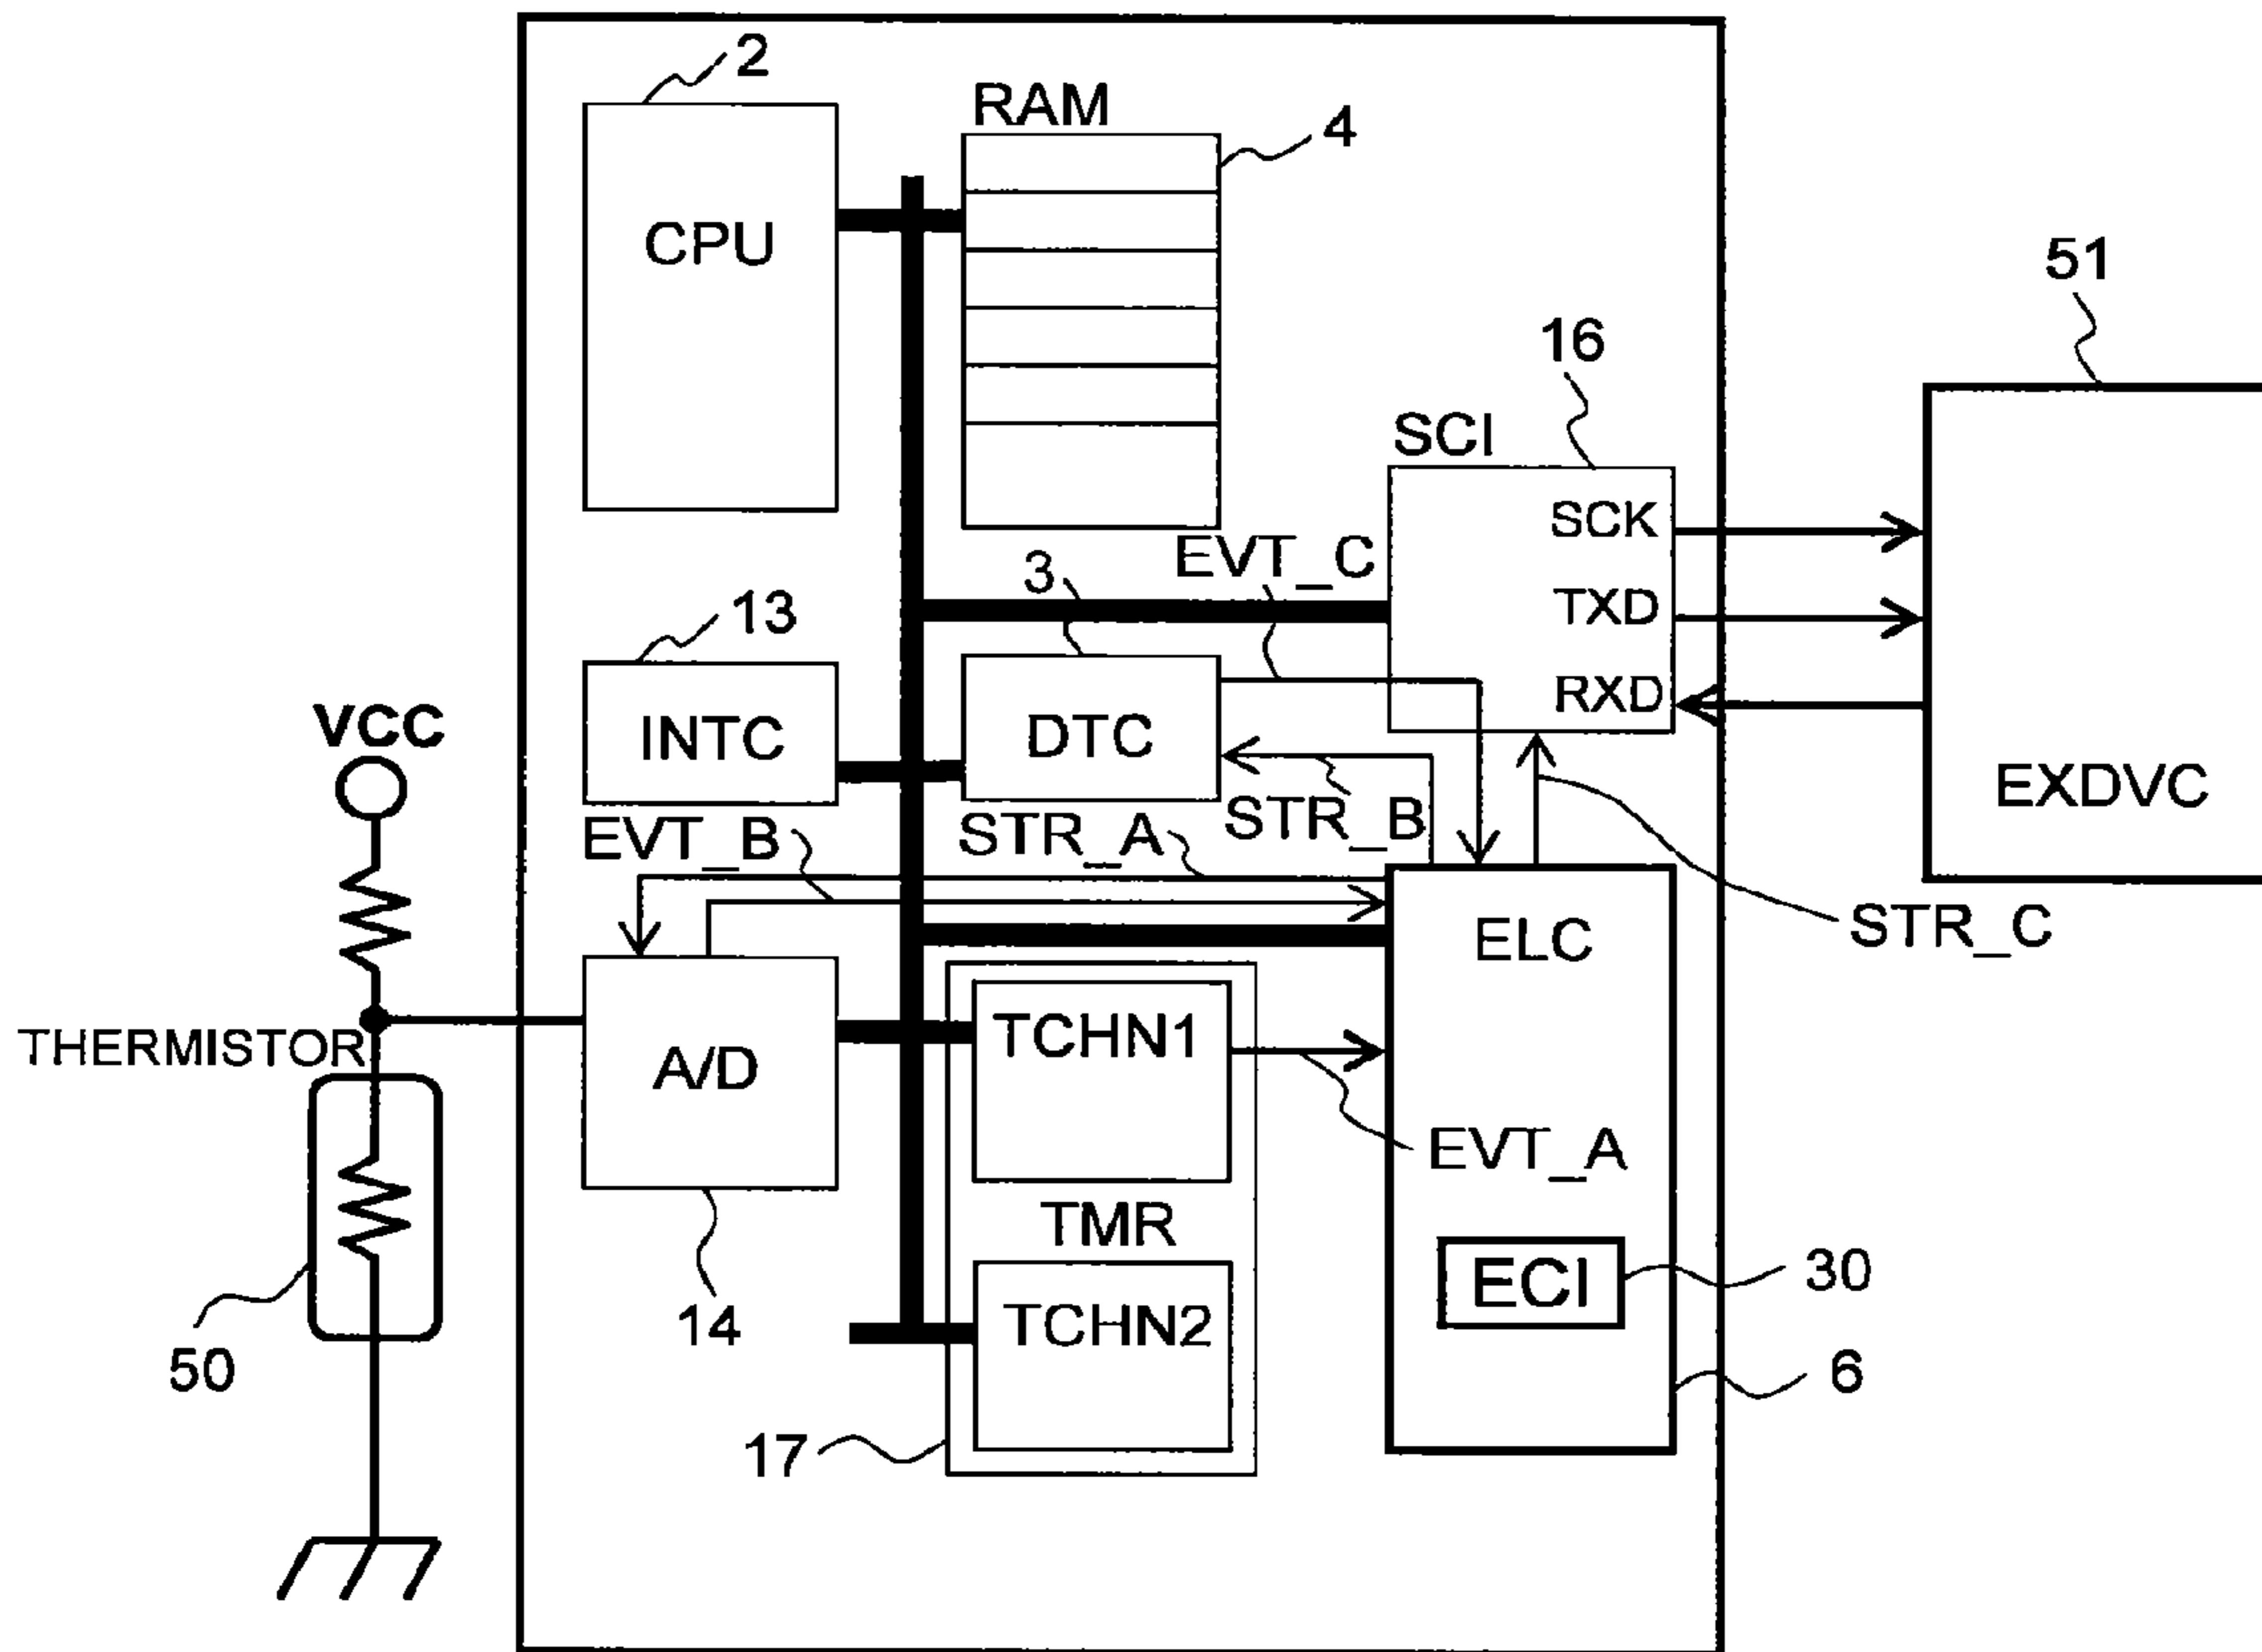 2
RAM
4
CPU
51
16
SCI
SCK
3
EVT_C
TXD
13
RXD
VCC
INTC
DTC
EXDVC
EVT_B
STR_A
STR_B
ELC
STR_C
THERMISTOR
A/D
TCHN1
EVT_A
TMR
ECI
30
14
TCHN2
50
6
17